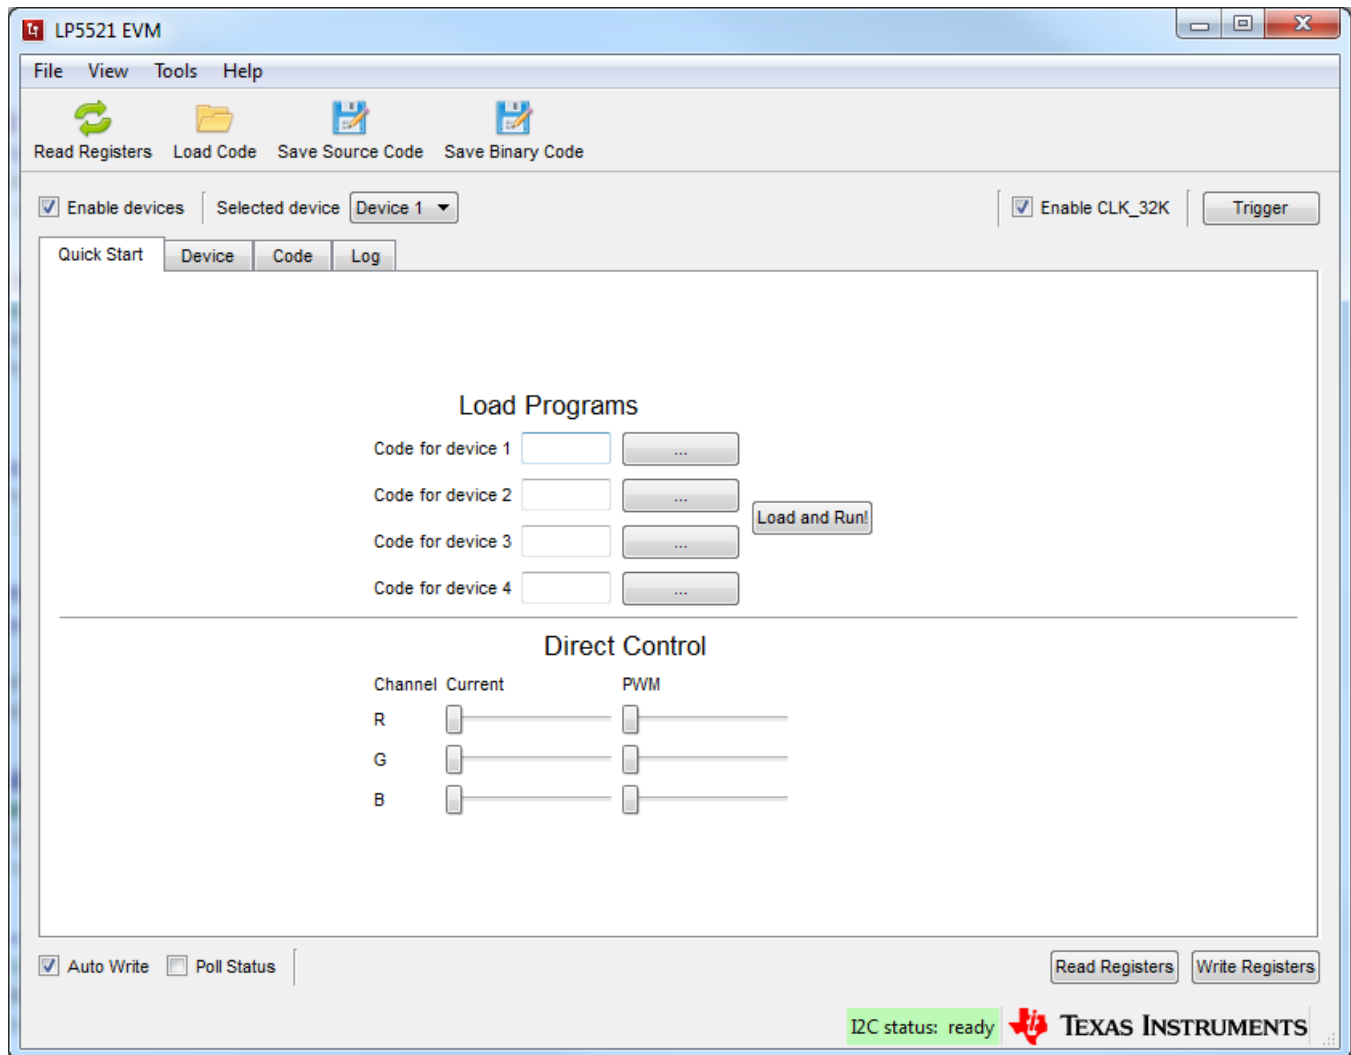 LP5521 EVM
File View Tools Help
Read Registers Load Code Save Source Code Save Binary Code
Enable devices Selected device Device 1 Enable CLK_32K Trigger
Quick Start Device Code Log
Load Programs
Code for device 1 ...
Code for device 2 ...
Load and Run!
Code for device 3 ...
Code for device 4 ...
Direct Control
Channel Current PWM
R
G
B
Auto Write Poll Status Read Registers Write Registers
I2C status: ready TEXAS INSTRUMENTS